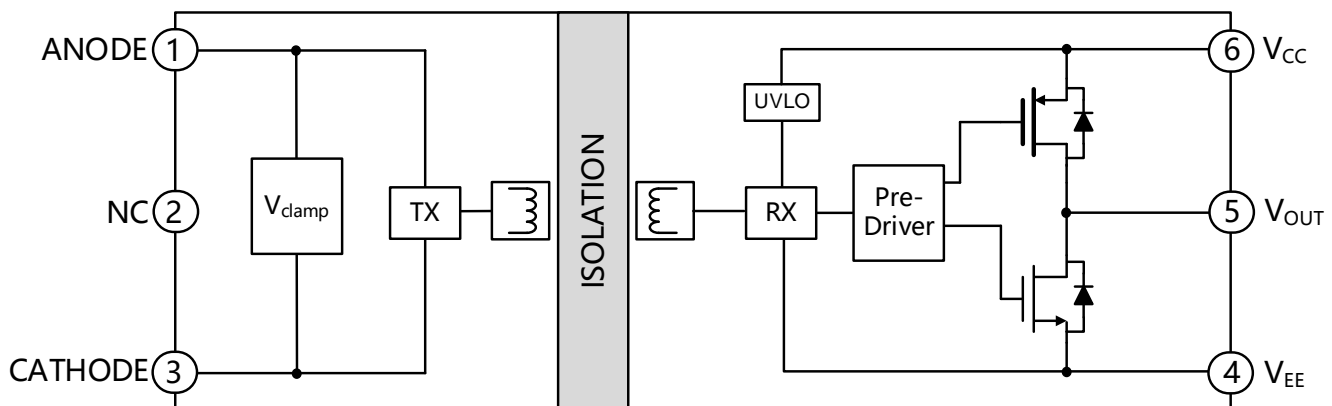 ANODE 1
NC 2
CATHODE 3
Vclamp
TX
ISOLATION
UVLO
RX
Pre-
Driver
6 VCC
5 VOUT
4 VEE